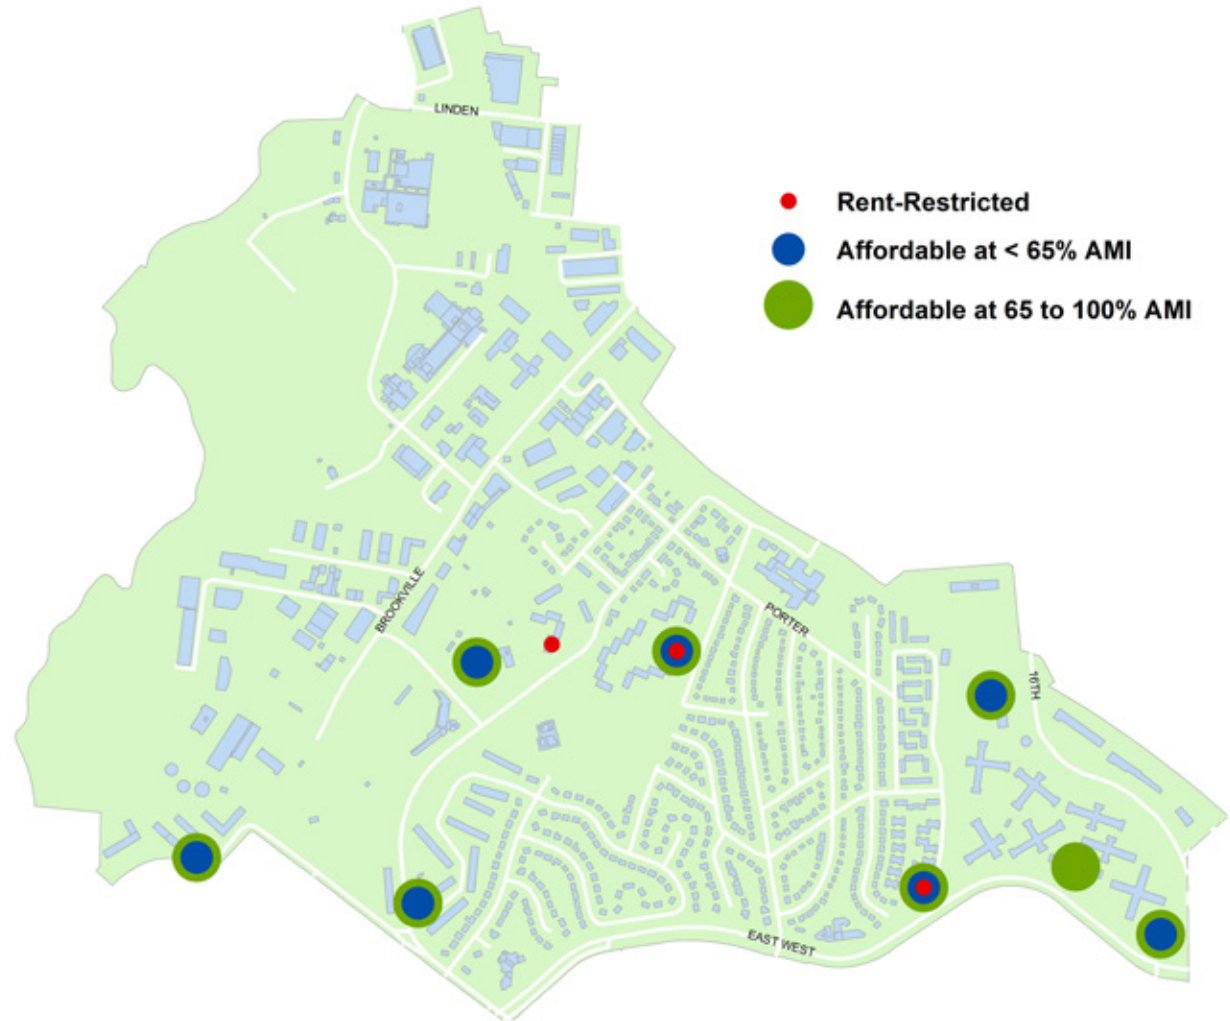 LINDEN
Rent-Restricted
Affordable at < 65% AMI
Affordable at 65 to 100% AMI
BROOKVILLE
PORTER
16TH
EAST WEST